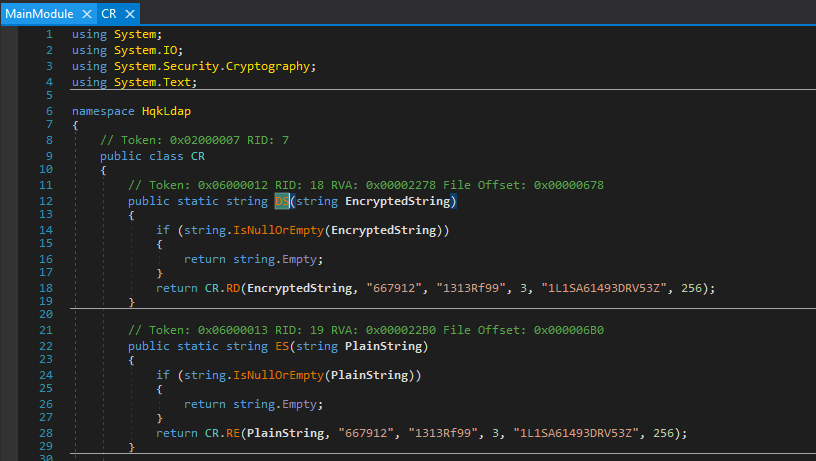 MainModule CR
1 using System;
2 using System.IO;
3 using System.Security.Cryptography;
4 using System.Text;
5
6 namespace HqkLdap
7 {
8 // Token: 0x02000007 RID: 7
9 public class CR
10 {
11 // Token: 0x06000012 RID: 18 RVA: 0x00002278 File Offset: 0x00000678
12 public static string DS(string EncryptedString)
13 {
14 if (string.IsNullOrEmpty(EncryptedString))
15 {
16 return string.Empty;
17 }
18 return CR.RD(EncryptedString, "667912", "1313Rf99", 3, "1L1SA61493DRV53Z", 256);
19 }
20
21 // Token: 0x06000013 RID: 19 RVA: 0x000022B0 File Offset: 0x000006B0
22 public static string ES(string PlainString)
23 {
24 if (string.IsNullOrEmpty(PlainString))
25 {
26 return string.Empty;
27 }
28 return CR.RE(PlainString, "667912", "1313Rf99", 3, "1L1SA61493DRV53Z", 256);
29 }
30